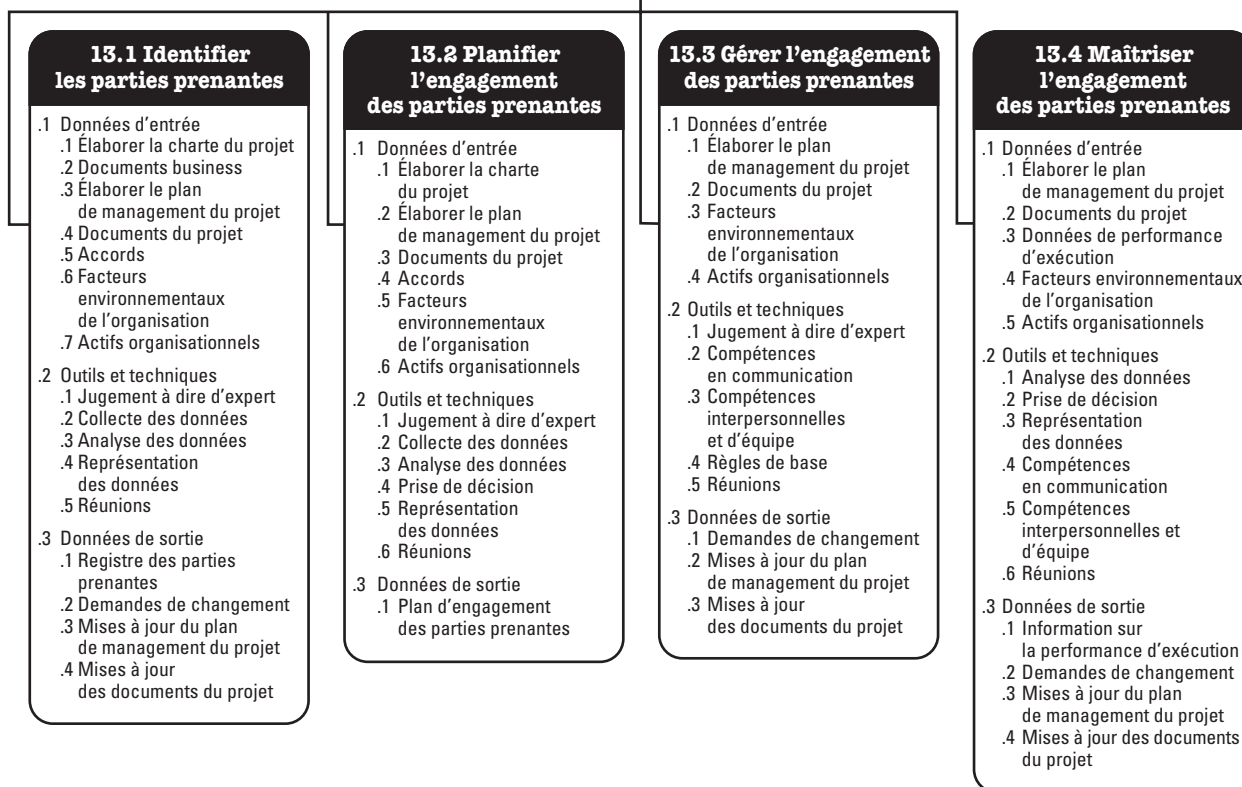 13.1 Identifier
les parties prenantes
.1 Données d'entrée
.1 Élaborer la charte du projet
.2 Documents business
.3 Élaborer le plan
de management du projet
.4 Documents du projet
.5 Accords
.6 Facteurs
environnementaux
de l'organisation
.7 Actifs organisationnels
.2 Outils et techniques
.1 Jugement à dire d'expert
.2 Collecte des données
.3 Analyse des données
.4 Représentation
des données
.5 Réunions
.3 Données de sortie
.1 Registre des parties
prenantes
.2 Demandes de changement
.3 Mises à jour du plan
de management du projet
.4 Mises à jour
des documents du projet
13.2 Planifier
l’engagement
des parties prenantes
.1 Données d'entrée
.1 Élaborer la charte
du projet
.2 Élaborer le plan
de management du projet
.3 Documents du projet
.4 Accords
.5 Facteurs
environnementaux
de l'organisation
.6 Actifs organisationnels
.2 Outils et techniques
.1 Jugement à dire d'expert
.2 Collecte des données
.3 Analyse des données
.4 Prise de décision
.5 Représentation
des données
.6 Réunions
.3 Données de sortie
.1 Plan d'engagement
des parties prenantes
13.3 Gérer l’engagement
des parties prenantes
.1 Données d'entrée
.1 Élaborer le plan
de management du projet
.2 Documents du projet
.3 Facteurs
environnementaux
de l'organisation
.4 Actifs organisationnels
.2 Outils et techniques
.1 Jugement à dire d'expert
.2 Compétences
en communication
.3 Compétences
interpersonnelles
et d'équipe
.4 Règles de base
.5 Réunions
.3 Données de sortie
.1 Demandes de changement
.2 Mises à jour du plan
de management du projet
.3 Mises à jour
des documents du projet
13.4 Maîtriser
l’engagement
des parties prenantes
.1 Données d'entrée
.1 Élaborer le plan
de management du projet
.2 Documents du projet
.3 Données de performance
d'exécution
.4 Facteurs environnementaux
de l'organisation
.5 Actifs organisationnels
.2 Outils et techniques
.1 Analyse des données
.2 Prise de décision
.3 Représentation
des données
.4 Compétences
en communication
.5 Compétences
interpersonnelles et
d'équipe
.6 Réunions
.3 Données de sortie
.1 Information sur
la performance d'exécution
.2 Demandes de changement
.3 Mises à jour du plan
de management du projet
.4 Mises à jour des documents
du projet